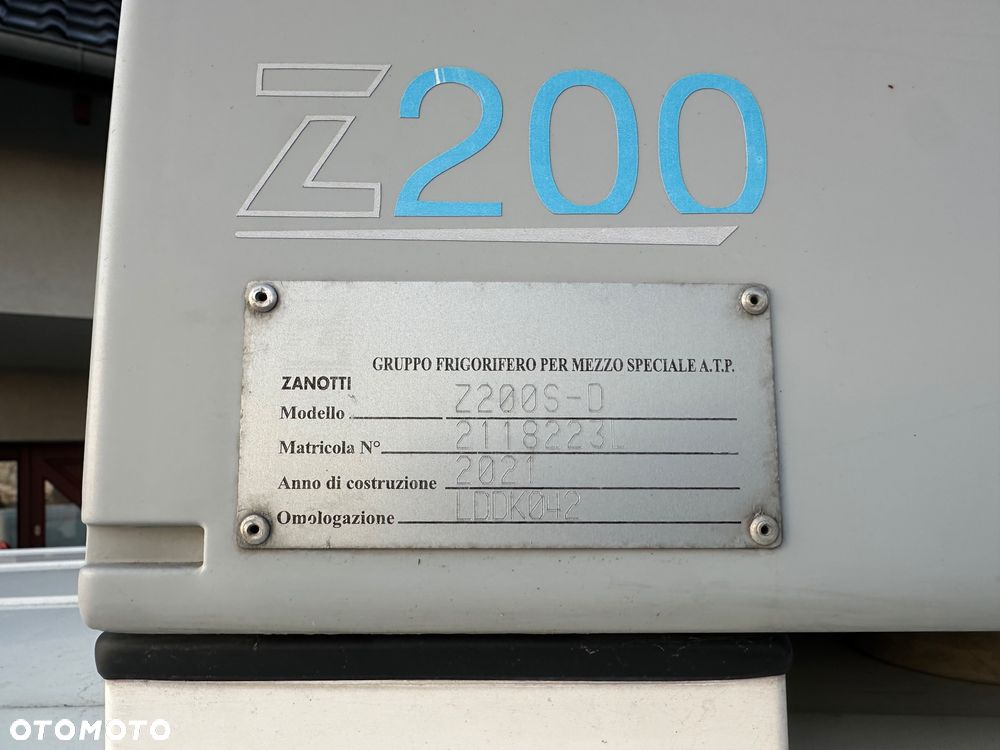 Z200
GRUPPO FRIGORIFERO PER MEZZO SPECIALE A.T.P.
ZANOTTI
Modello Z200S-D
Matricola N° 2118223L
Anno di costruzione 2021
Omologazione LDDK042
OTOMOTO